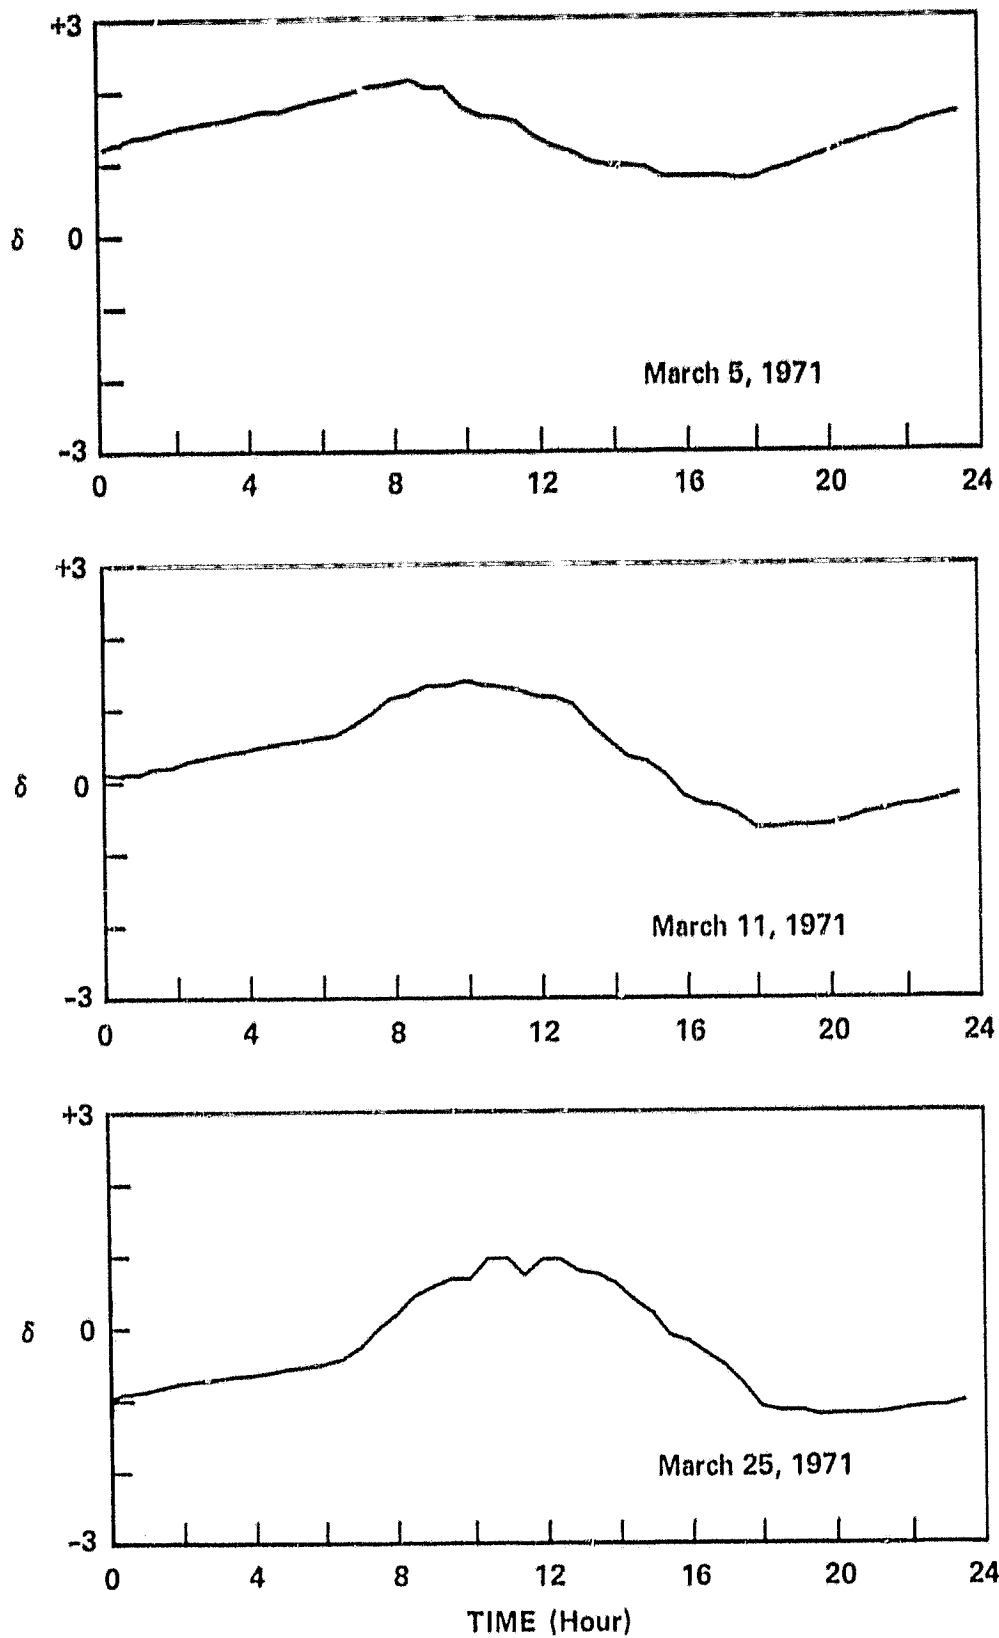 +3
δ 0
March 5, 1971
-3
0 4 8 12 16 20 24
+3
δ 0
March 11, 1971
-3
0 4 8 12 16 20 24
+3
δ 0
March 25, 1971
-3
0 4 8 12 16 20 24
TIME (Hour)